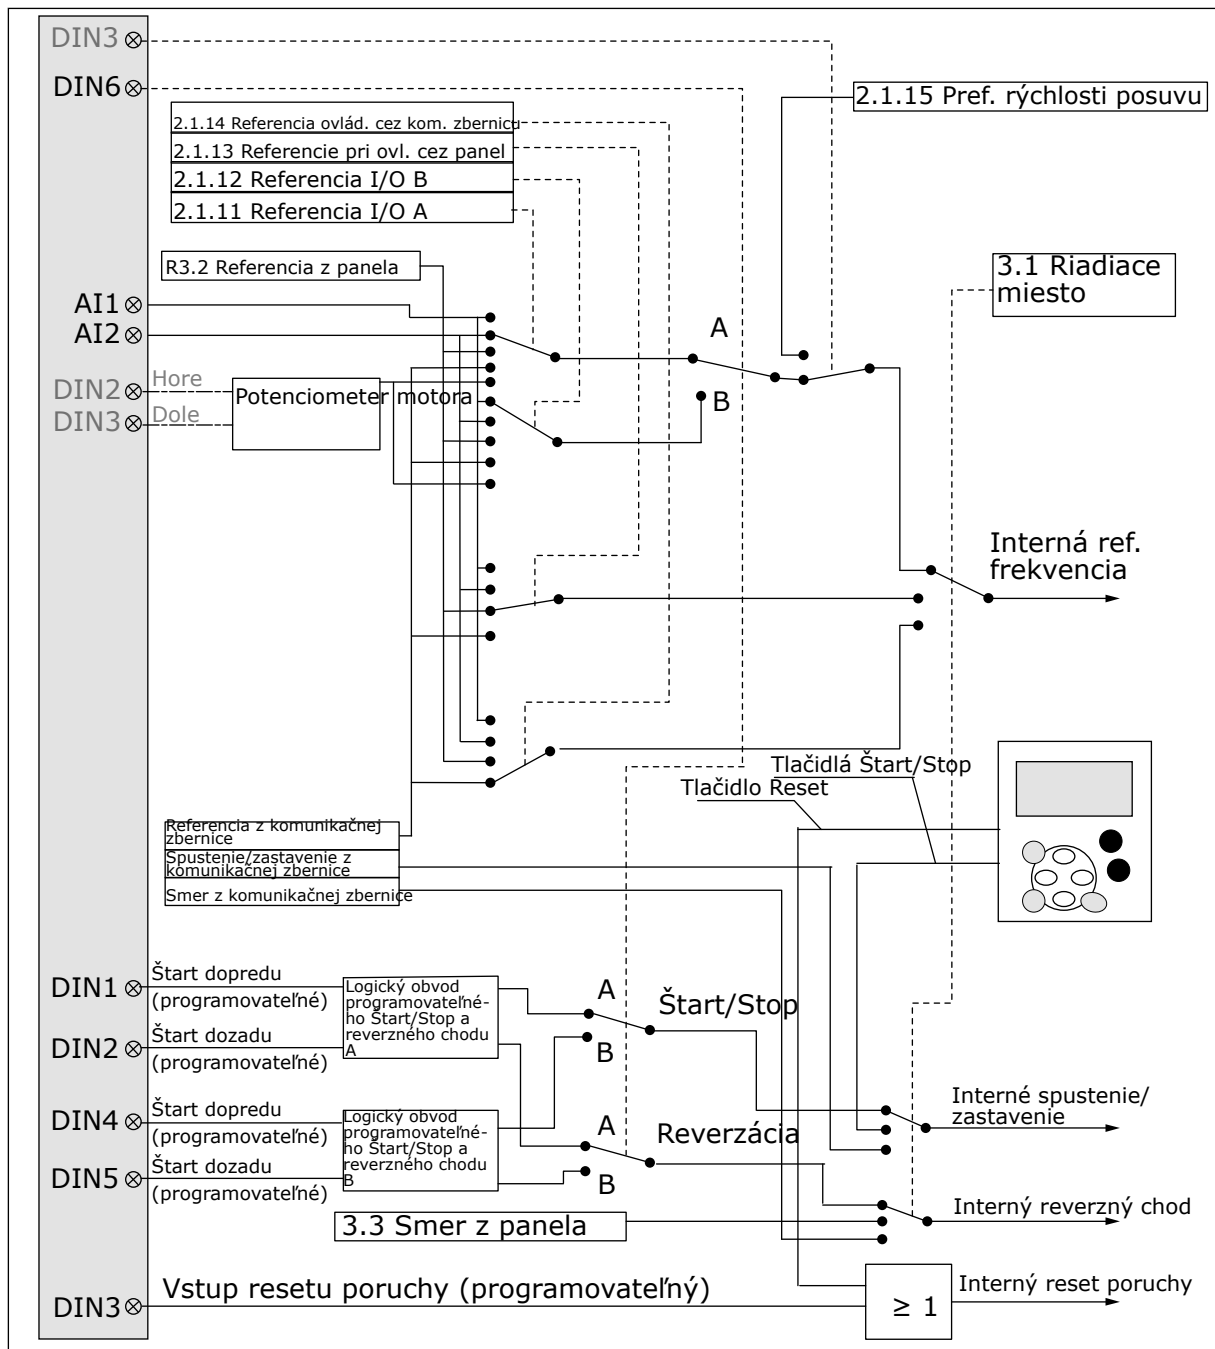 DIN3
DIN6
2.1.15 Pref. rýchlosti posuvu
2.1.14 Referencia ovlád. cez kom. zbernicu
2.1.13 Referencie pri ovl. cez panel
2.1.12 Referencia I/O B
2.1.11 Referencia I/O A
R3.2 Referencia z panela
3.1 Riadiace
miesto
AI1
AI2
A
DIN2
Hore
Potenciometer motora
B
DIN3
Dole
Interná ref.
frekvencia
Tlačidlá Štart/Stop
Tlačidlo Reset
Referencia z komunikačnej
zbernice
Spustenie/zastavenie z
komunikačnej zbernice
Smer z komunikačnej zbernice
DIN1
Štart dopredu
(programovateľné)
DIN2
Štart dozadu
(programovateľné)
Logický obvod
programovateľné-
ho Štart/Stop a
reverzného chodu
A
A
Štart/Stop
B
DIN4
Štart dopredu
(programovateľné)
DIN5
Štart dozadu
(programovateľné)
Logický obvod
programovateľné-
ho Štart/Stop a
reverzného chodu
B
A
Reverzácia
B
Interné spustenie/
zastavenie
3.3 Smer z panela
Interný reverzný chod
DIN3
Vstup resetu poruchy (programovateľný)
≥ 1
Interný reset poruchy